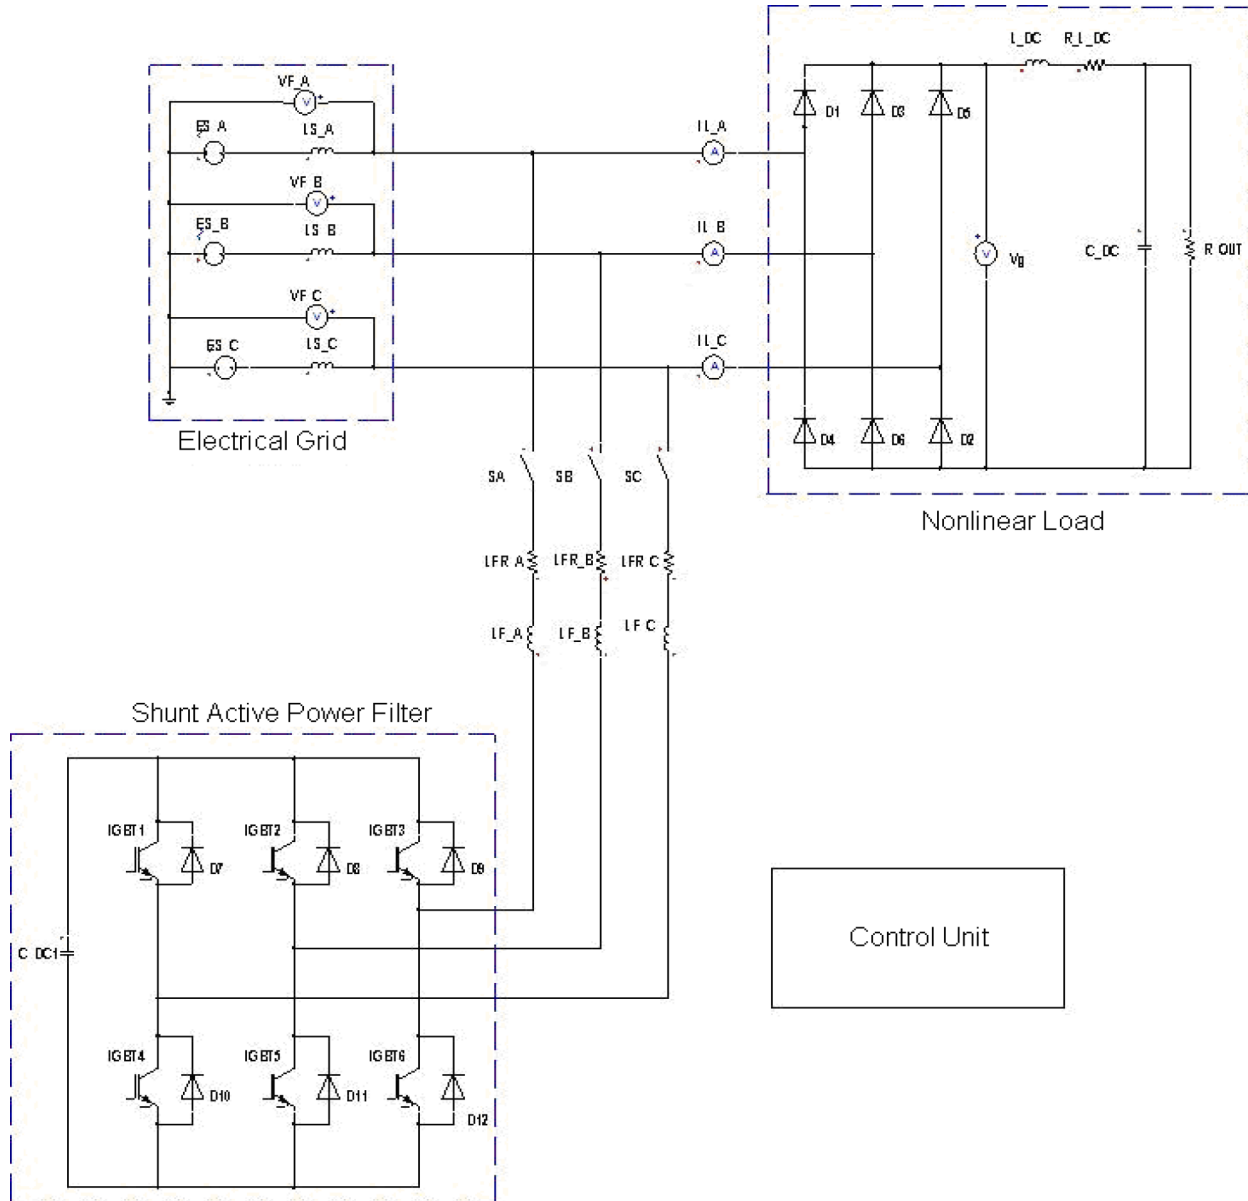 L_DC R_L_DC
VF_A
D1 D3 D5
ES_A LS_A IL_A
VF_B
ES_B LS_B IL_B
V
C_DC R_OUT
VF_C
ES_C LS_C IL_C
D4 D6 D2
Electrical Grid
SA SB SC
Nonlinear Load
LFR_A LFR_B LFR_C
LF_A LF_B LF_C
Shunt Active Power Filter
IGBT1 IGBT2 IGBT3
D7 D8 D9
C_DC1
Control Unit
IGBT4 IGBT5 IGBT6
D10 D11 D12
V
V
V
A
A
A